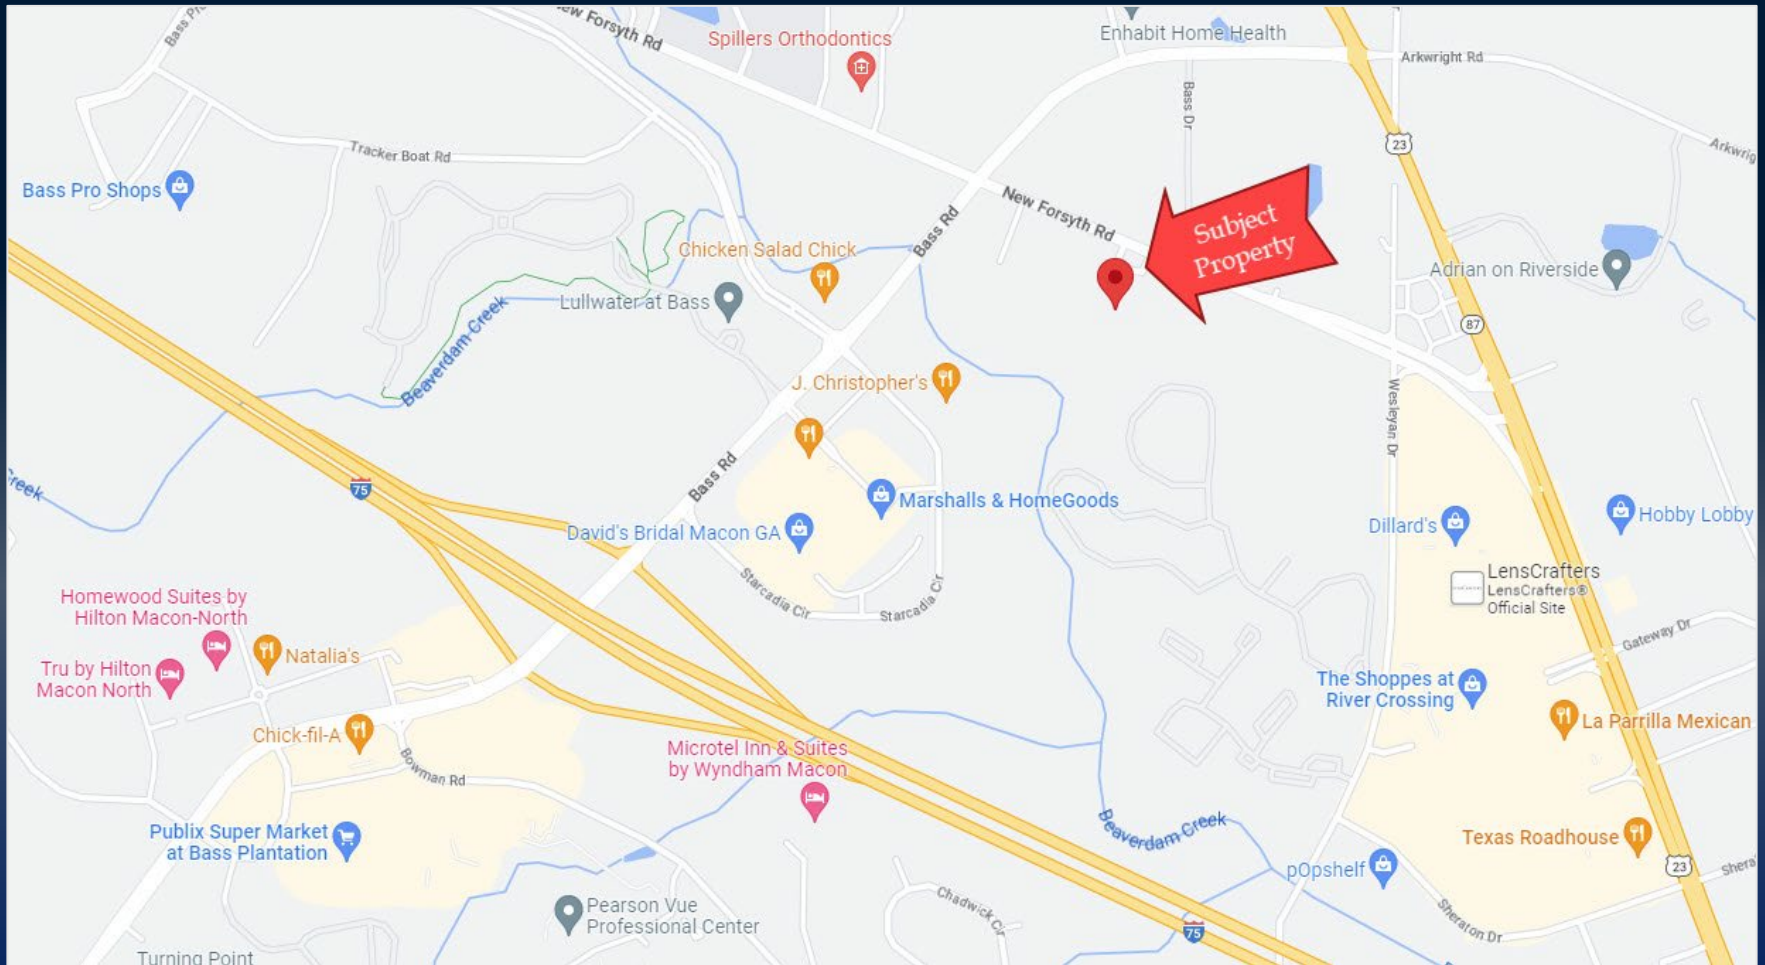 Bass Pro
New Forsyth Rd
Spillers Orthodontics
Enhabit Home Health
Arkwright Rd
Bass Dr
23
Arkwrig
Tracker Boat Rd
Bass Pro Shops
New Forsyth Rd
Bass Rd
Subject
Property
Chicken Salad Chick
Adrian on Riverside
Lullwater at Bass
Beaverdam Creek
87
J. Christopher's
Wesleyan Dr
Creek
75
Bass Rd
Marshalls & HomeGoods
David's Bridal Macon GA
Dillard's
Hobby Lobby
LensCrafters
LensCrafters®
Official Site
Starcadia Cir
Starcadia Cir
Homewood Suites by
Hilton Macon-North
Natalia's
Tru by Hilton
Macon North
Gateway Dr
The Shoppes at
River Crossing
La Parrilla Mexican
Chick-fil-A
Microtel Inn & Suites
by Wyndham Macon
Bowman Rd
Publix Super Market
at Bass Plantation
Beaverdam Creek
Texas Roadhouse
pOpshelf
23
Shera
Pearson Vue
Professional Center
Chadwick Cir
75
Sheraton Dr
Turning Point